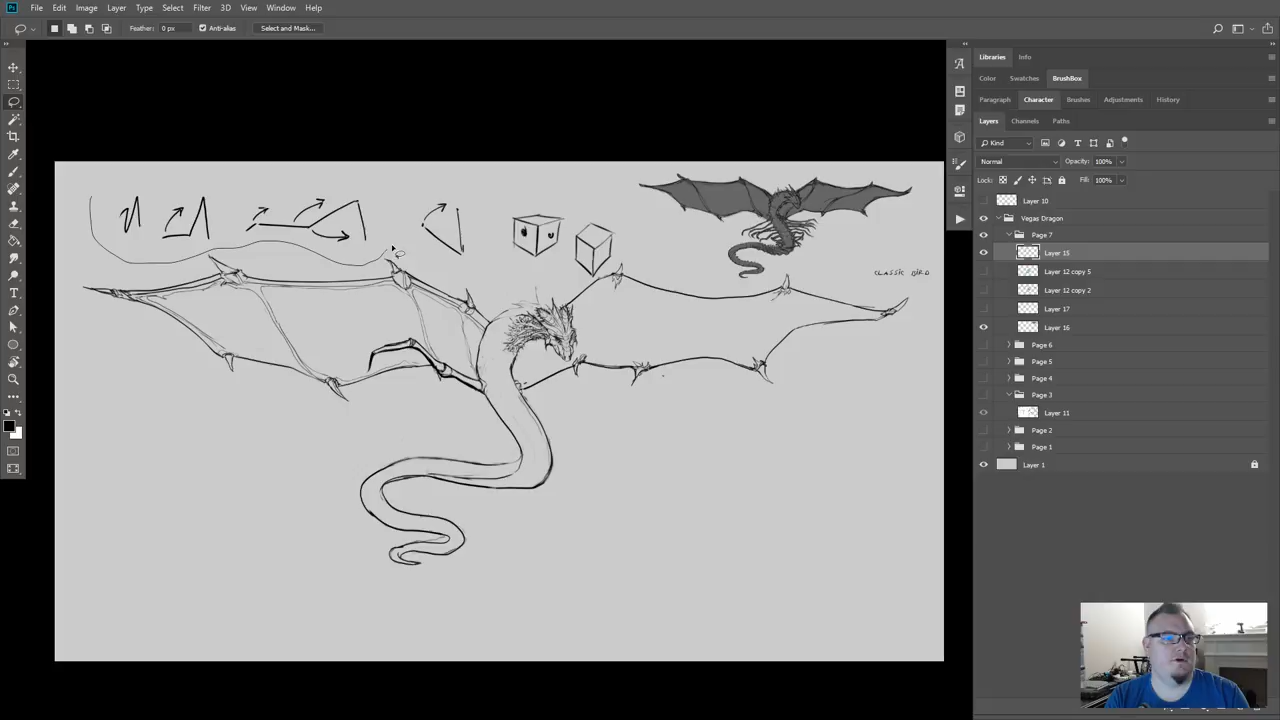 Ps File Edit Image Layer Type Select Filter 3D View Window Help
Feather: 0 px Anti-alias Select and Mask...
Libraries Info
Color Swatches BrushBox
Paragraph Character Brushes Adjustments History
Layers Channels Paths
Kind
Normal Opacity: 100%
Lock: Fill: 100%
Layer 10
Vegas Dragon
Page 7
Layer 15
Layer 12 copy 5
Layer 12 copy 2
Layer 17
Layer 16
Page 6
Page 5
Page 4
Page 3
Layer 11
Page 2
Page 1
Layer 1
CLASSIC BIRD